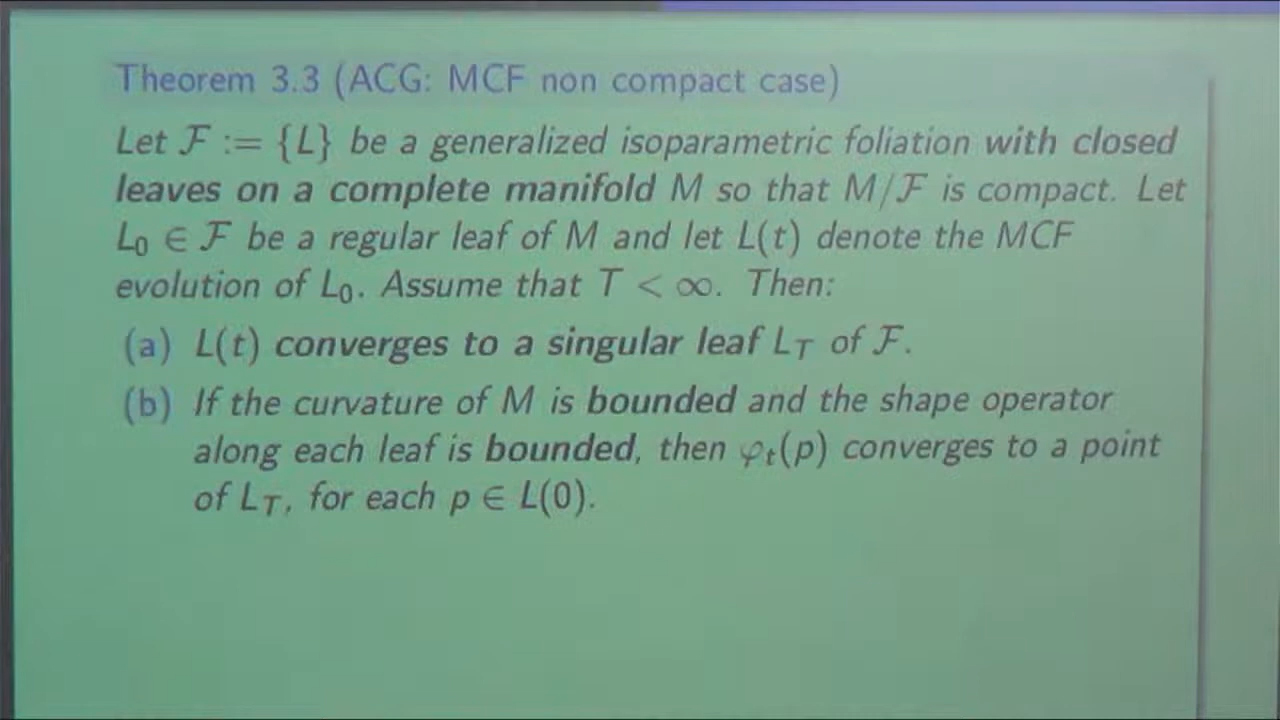 Theorem 3.3 (ACG: MCF non compact case)
Let ℱ := {L} be a generalized isoparametric foliation with closed
leaves on a complete manifold M so that M/ℱ is compact. Let
L₀ ∈ ℱ be a regular leaf of M and let L(t) denote the MCF
evolution of L₀. Assume that T < ∞. Then:
(a) L(t) converges to a singular leaf L_T of ℱ.
(b) If the curvature of M is bounded and the shape operator
along each leaf is bounded, then φₜ(p) converges to a point
of L_T, for each p ∈ L(0).